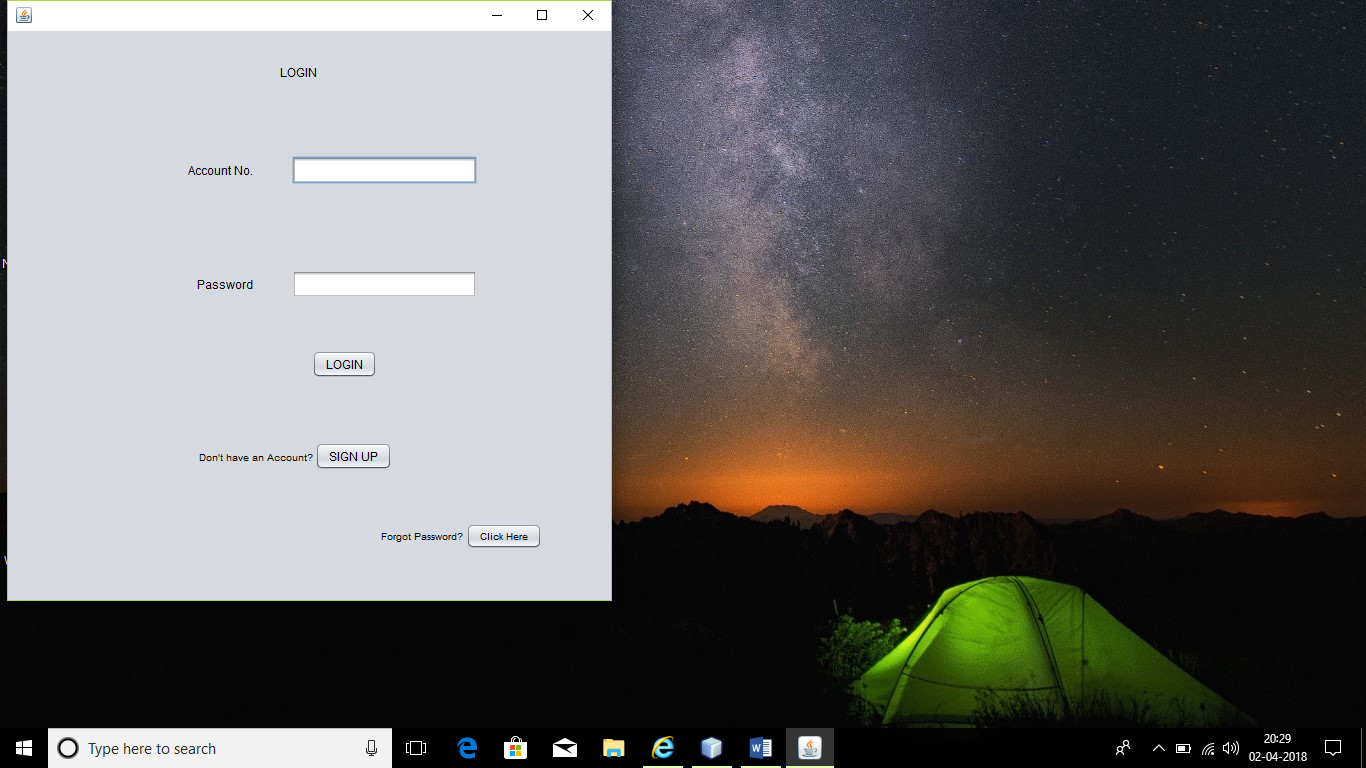 LOGIN
Account No.
Password
LOGIN
Don't have an Account? SIGN UP
Forgot Password? Click Here
N
Type here to search
20:29
02-04-2018